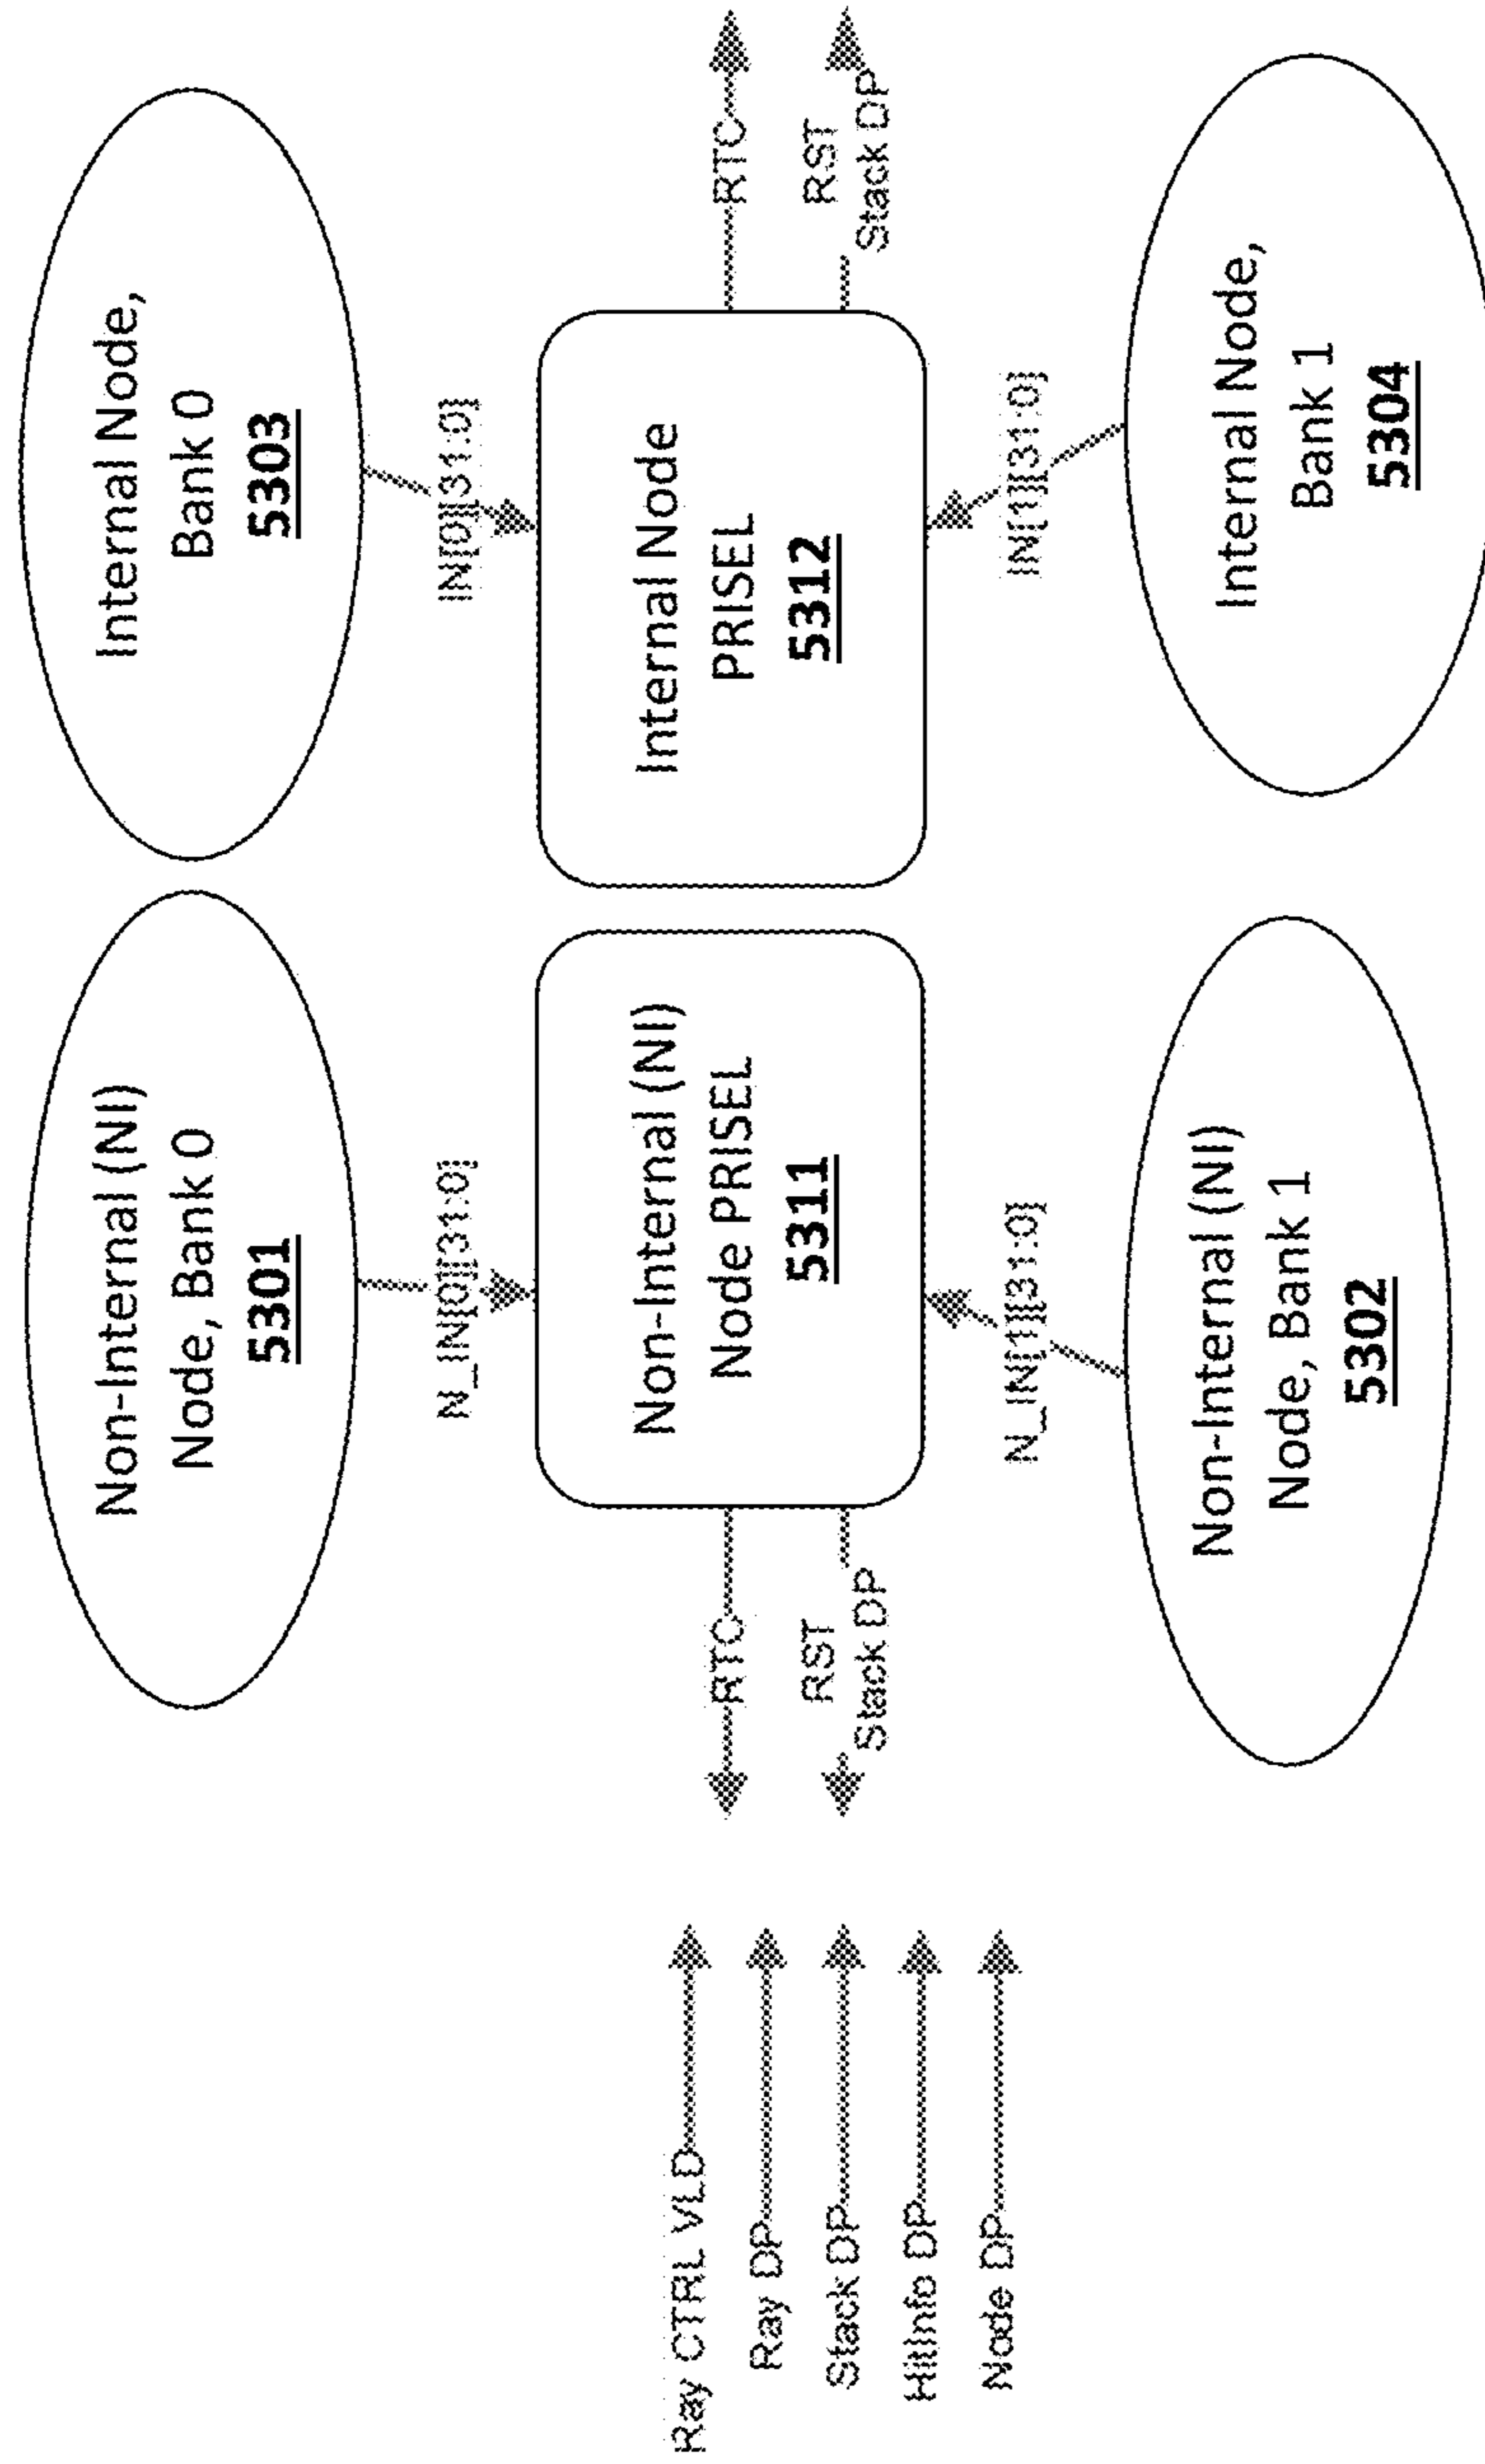 Non-Internal (NI)
Node, Bank 0
5301
Internal Node,
Bank 0
5303
N_IN[0][31:0]
IN[0][31:0]
Ray CTRL VLD
Ray DP
Stack DP
HitInfo DP
Node DP
RTC
RST
Stack DP
Non-Internal (NI)
Node PRISEL
5311
Internal Node
PRISEL
5312
RTC
RST
Stack DP
N_IN[1][31:0]
IN[1][31:0]
Non-Internal (NI)
Node, Bank 1
5302
Internal Node,
Bank 1
5304